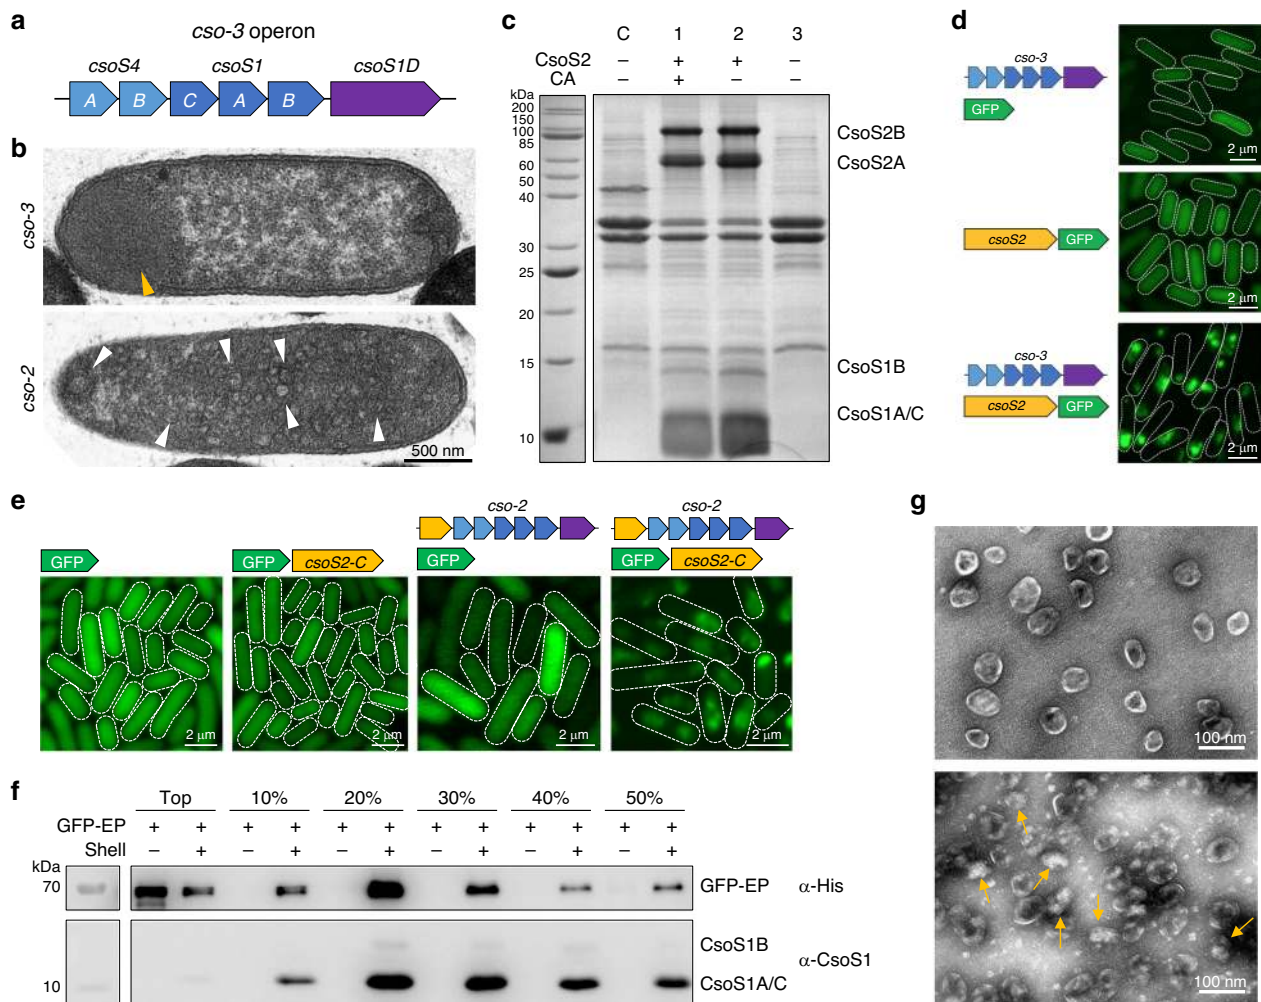 a
cso-3 operon
csoS4
csoS1
csoS1D
A
B
C
A
B
b
cso-3
cso-2
500 nm
c
C
1
2
3
CsoS2
–
+
+
–
CA
–
+
–
–
kDa
200
150
100
85
60
50
40
30
25
20
15
10
CsoS2B
CsoS2A
CsoS1B
CsoS1A/C
d
cso-3
GFP
2 μm
csoS2
GFP
2 μm
cso-3
csoS2
GFP
2 μm
e
cso-2
cso-2
GFP
GFP
csoS2-C
GFP
GFP
csoS2-C
2 μm
2 μm
2 μm
2 μm
f
Top
10%
20%
30%
40%
50%
GFP-EP
+
+
+
+
+
+
+
+
+
+
+
+
Shell
–
+
–
+
–
+
–
+
–
+
–
+
kDa
70
GFP-EP
α-His
CsoS1B
α-CsoS1
10
CsoS1A/C
g
100 nm
100 nm